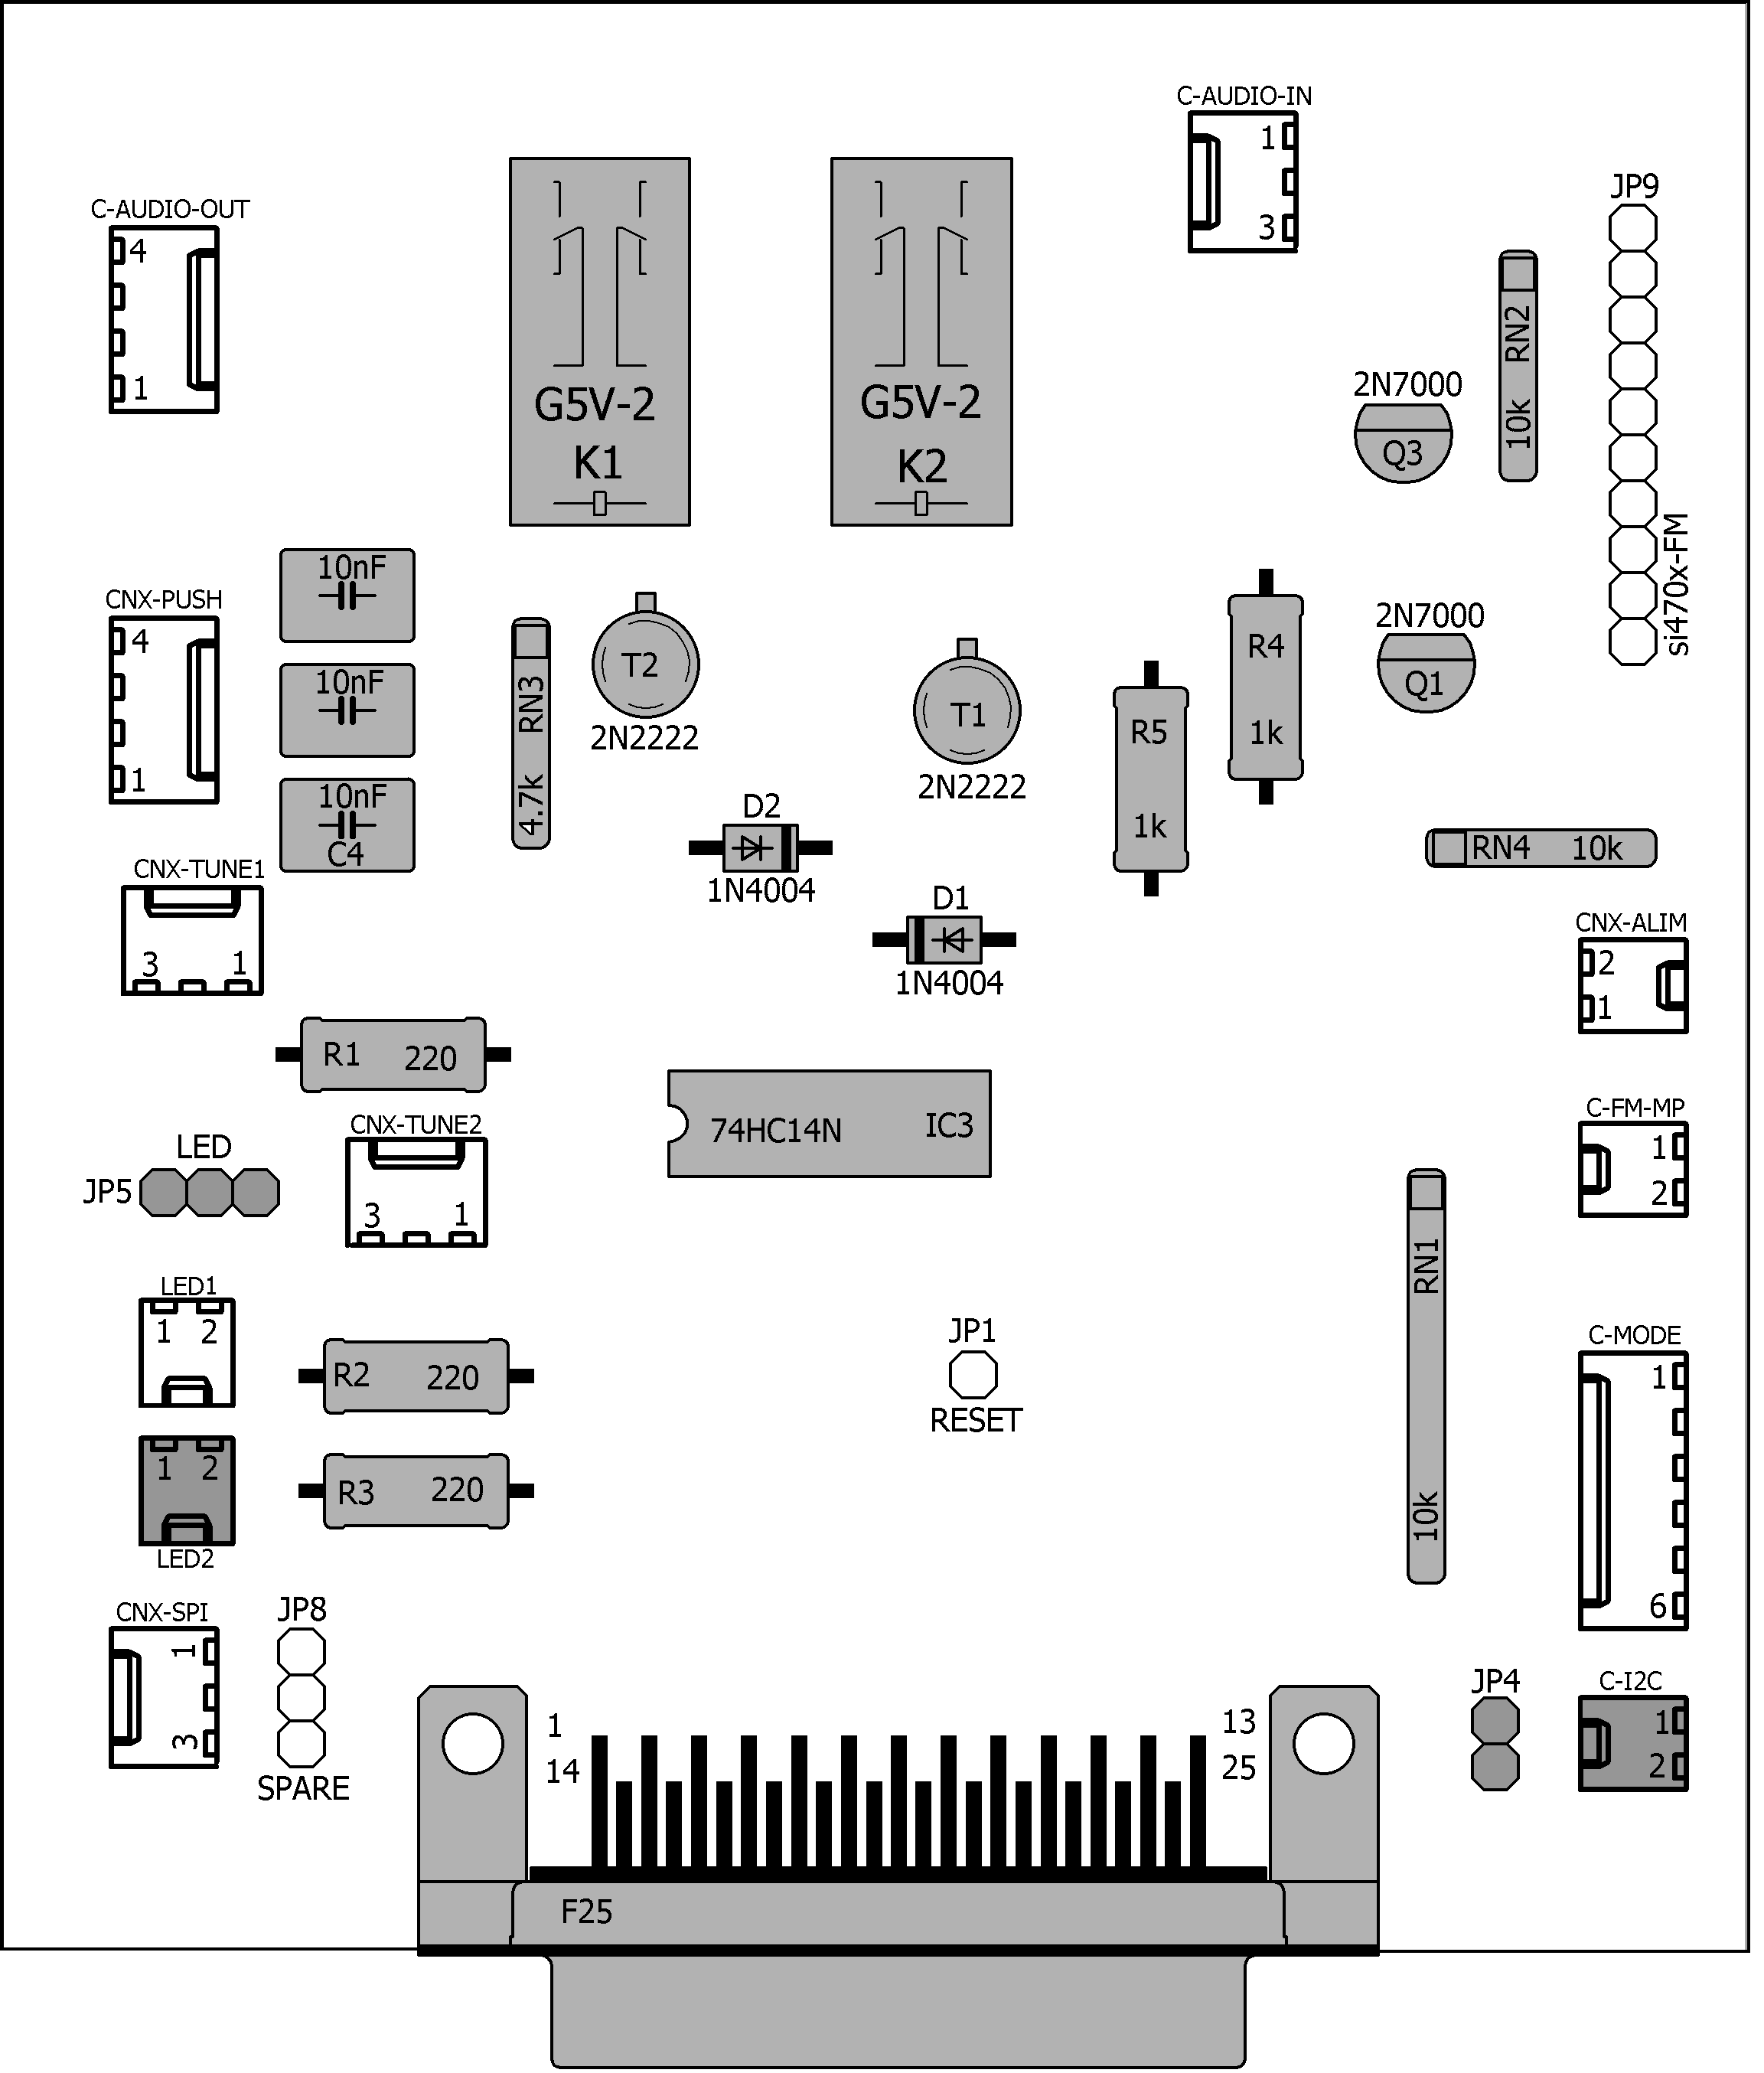 C-AUDIO-IN
1
3
JP9
si470x-FM
C-AUDIO-OUT
4
1
G5V-2
K1
G5V-2
K2
RN2
10k
2N7000
Q3
10nF
CNX-PUSH
4
1
10nF
10nF
C4
RN3
4.7k
T2
2N2222
T1
2N2222
R4
1k
R5
1k
2N7000
Q1
D2
1N4004
D1
1N4004
RN4 10k
CNX-TUNE1
3 1
CNX-ALIM
2
1
R1 220
74HC14N IC3
C-FM-MP
1
2
CNX-TUNE2
3 1
LED
JP5
RN1
10k
LED1
1 2
R2 220
JP1
RESET
C-MODE
1
6
1 2
LED2
R3 220
CNX-SPI
1
3
JP8
SPARE
JP4
C-I2C
1
2
1
14
13
25
F25